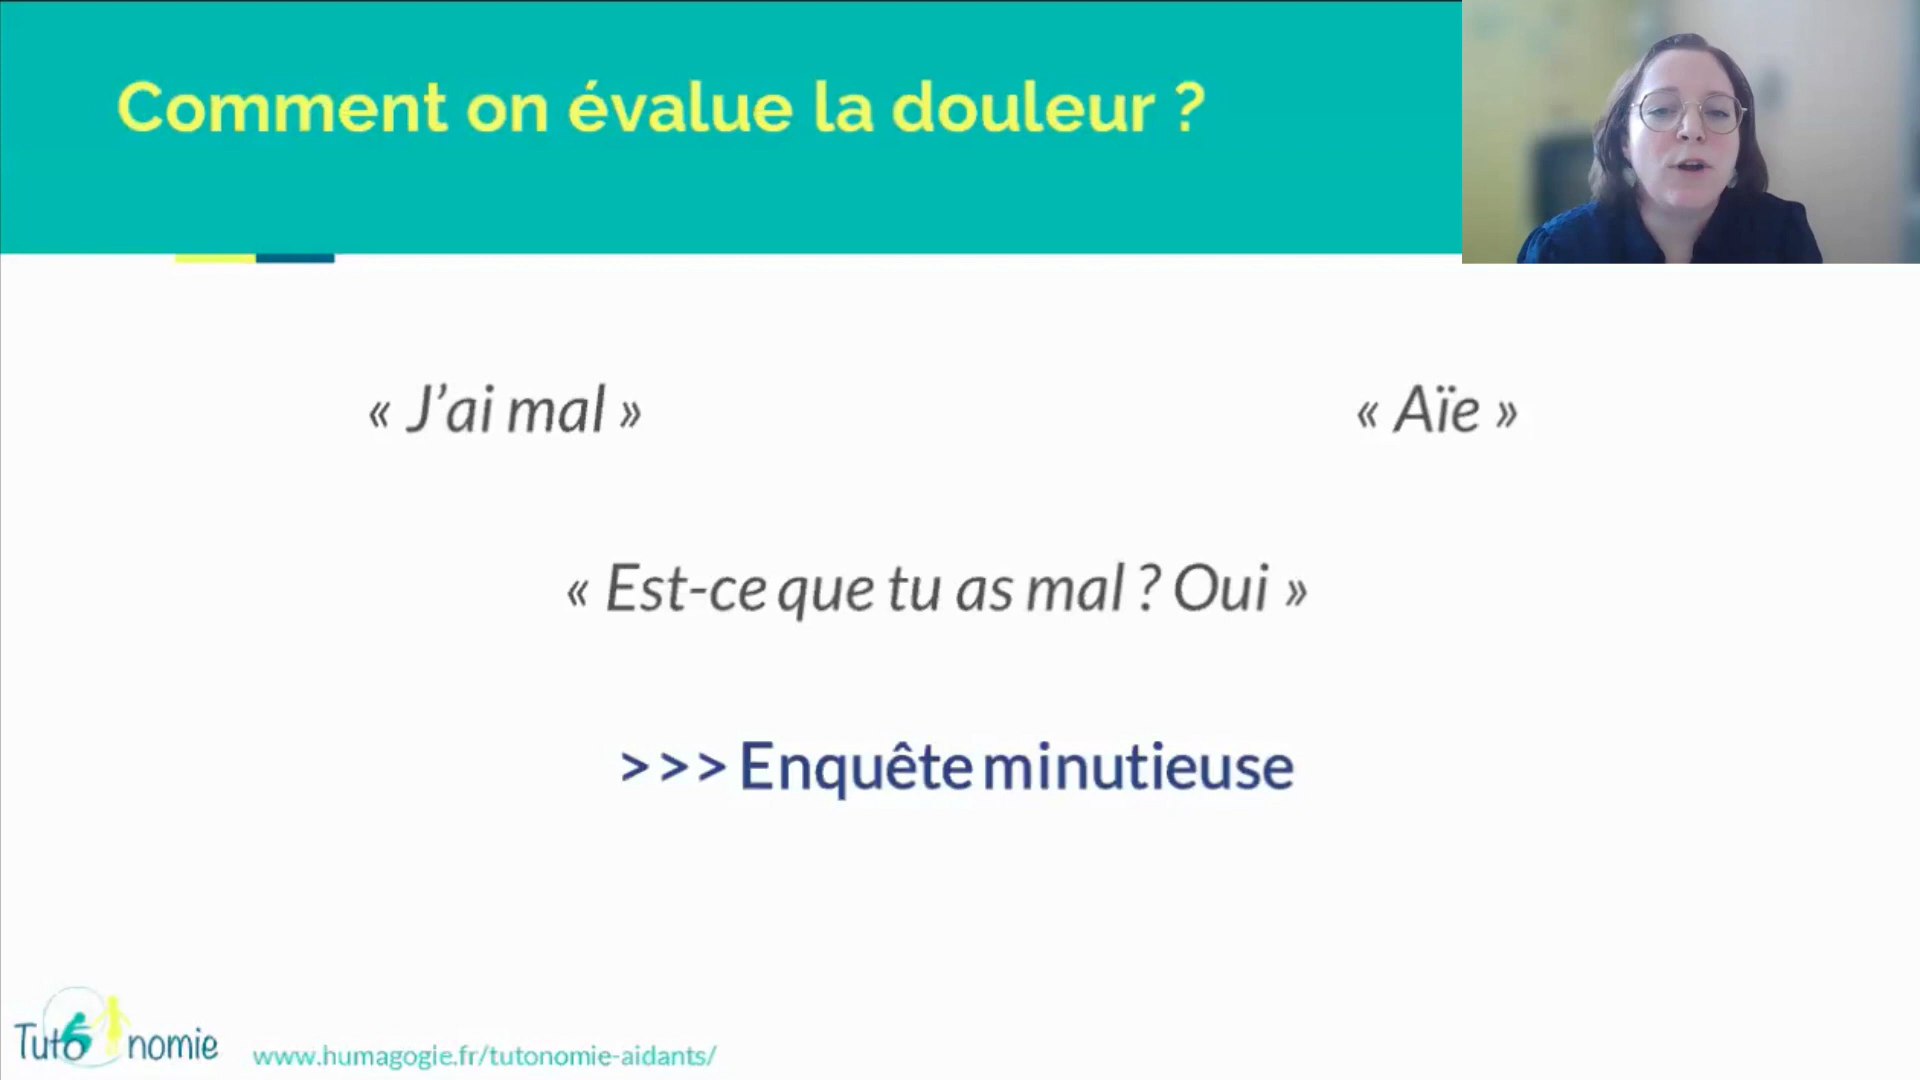 Comment on évalue la douleur ?
« J’ai mal »
« Aïe »
« Est-ce que tu as mal ? Oui »
>>> Enquête minutieuse
Tutonomie
www.humagogie.fr/tutonomie-aidants/